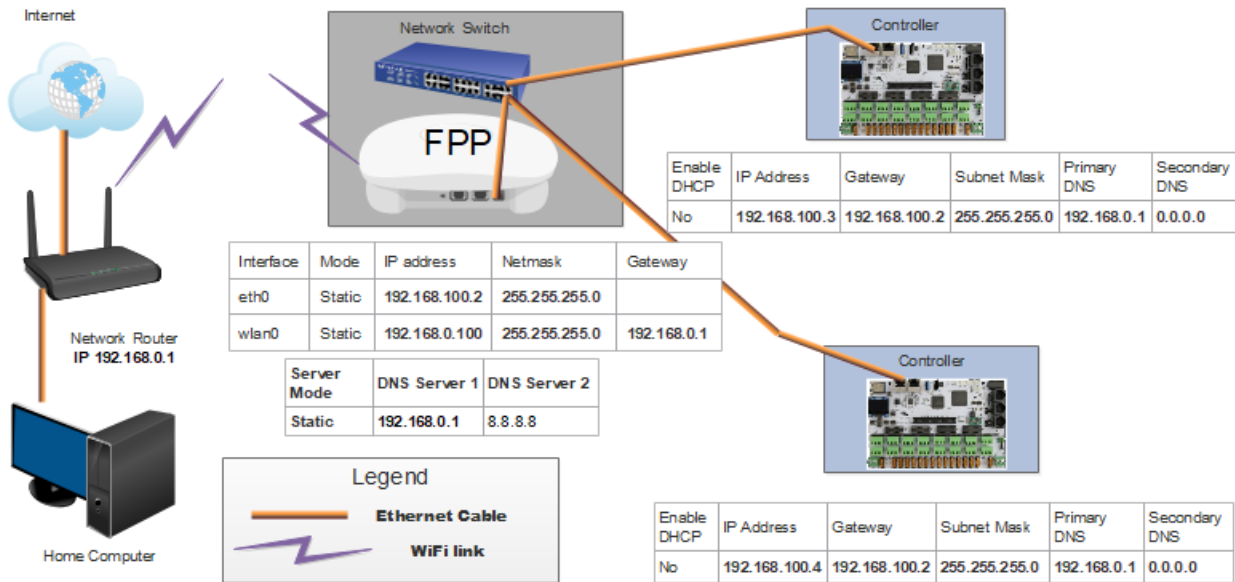 Internet
Network Switch
FPP
Controller
Enable DHCP IP Address Gateway Subnet Mask Primary DNS Secondary DNS
No 192.168.100.3 192.168.100.2 255.255.255.0 192.168.0.1 0.0.0.0
Interface Mode IP address Netmask Gateway
eth0 Static 192.168.100.2 255.255.255.0
wlan0 Static 192.168.0.100 255.255.255.0 192.168.0.1
Network Router
IP 192.168.0.1
Server Mode DNS Server 1 DNS Server 2
Static 192.168.0.1 8.8.8.8
Controller
Legend
Ethernet Cable
WiFi link
Home Computer
Enable DHCP IP Address Gateway Subnet Mask Primary DNS Secondary DNS
No 192.168.100.4 192.168.100.2 255.255.255.0 192.168.0.1 0.0.0.0